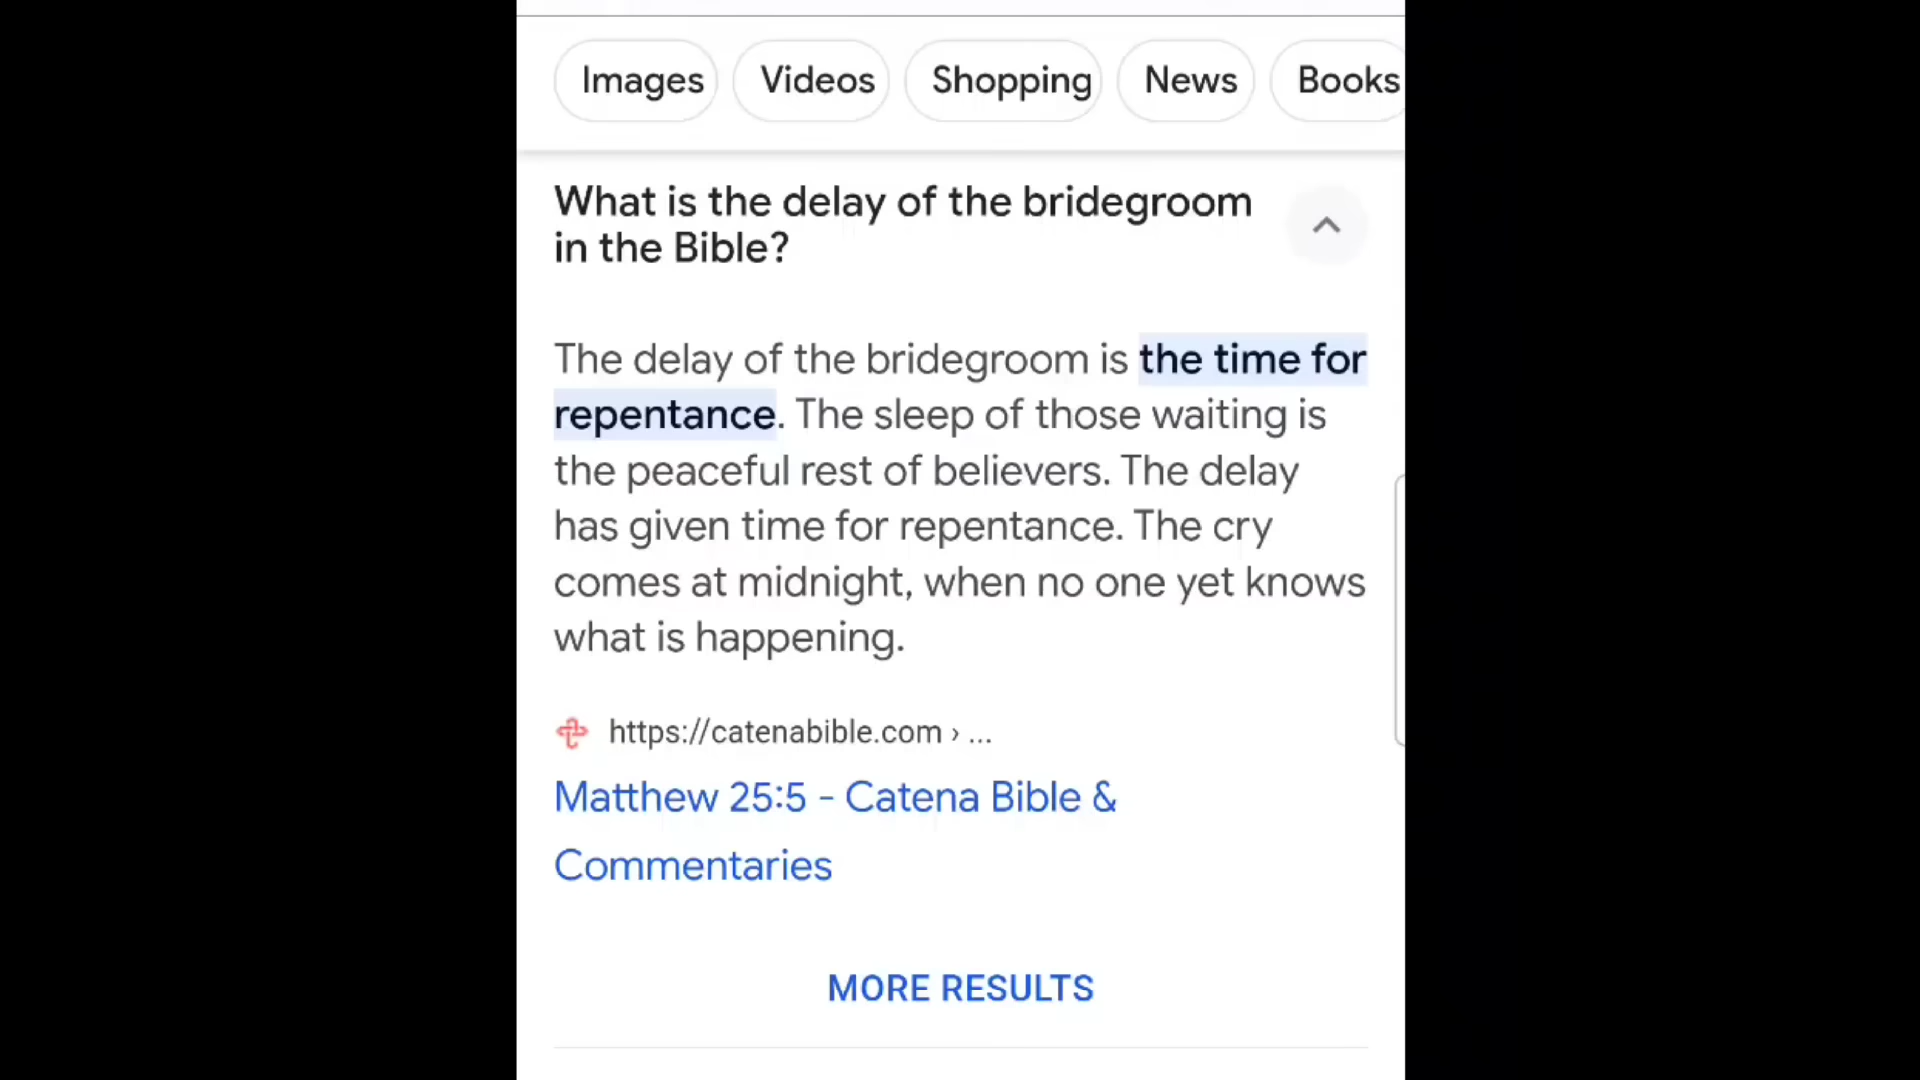 Images Videos Shopping News Books
What is the delay of the bridegroom
in the Bible?
The delay of the bridegroom is the time for
repentance. The sleep of those waiting is
the peaceful rest of believers. The delay
has given time for repentance. The cry
comes at midnight, when no one yet knows
what is happening.
https://catenabible.com › ...
Matthew 25:5 - Catena Bible &
Commentaries
MORE RESULTS